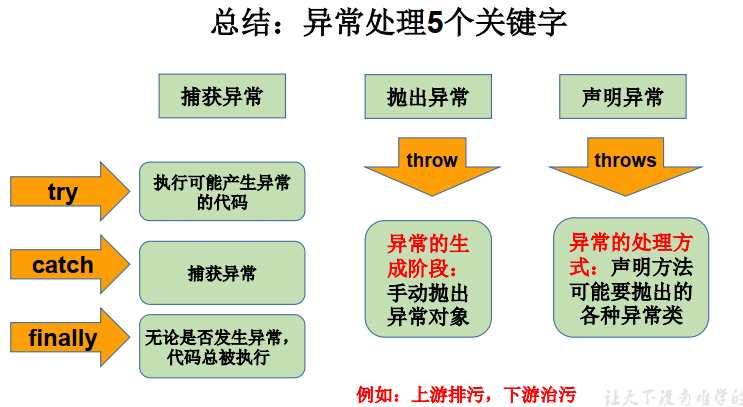 总结：异常处理5个关键字
捕获异常
抛出异常
声明异常
throw
throws
try
执行可能产生异常
的代码
catch
捕获异常
finally
无论是否发生异常，
代码总被执行
异常的生
成阶段：
手动抛出
异常对象
异常的处理方
式：声明方法
可能要抛出的
各种异常类
例如：上游排污，下游治污
让天下没有难学的